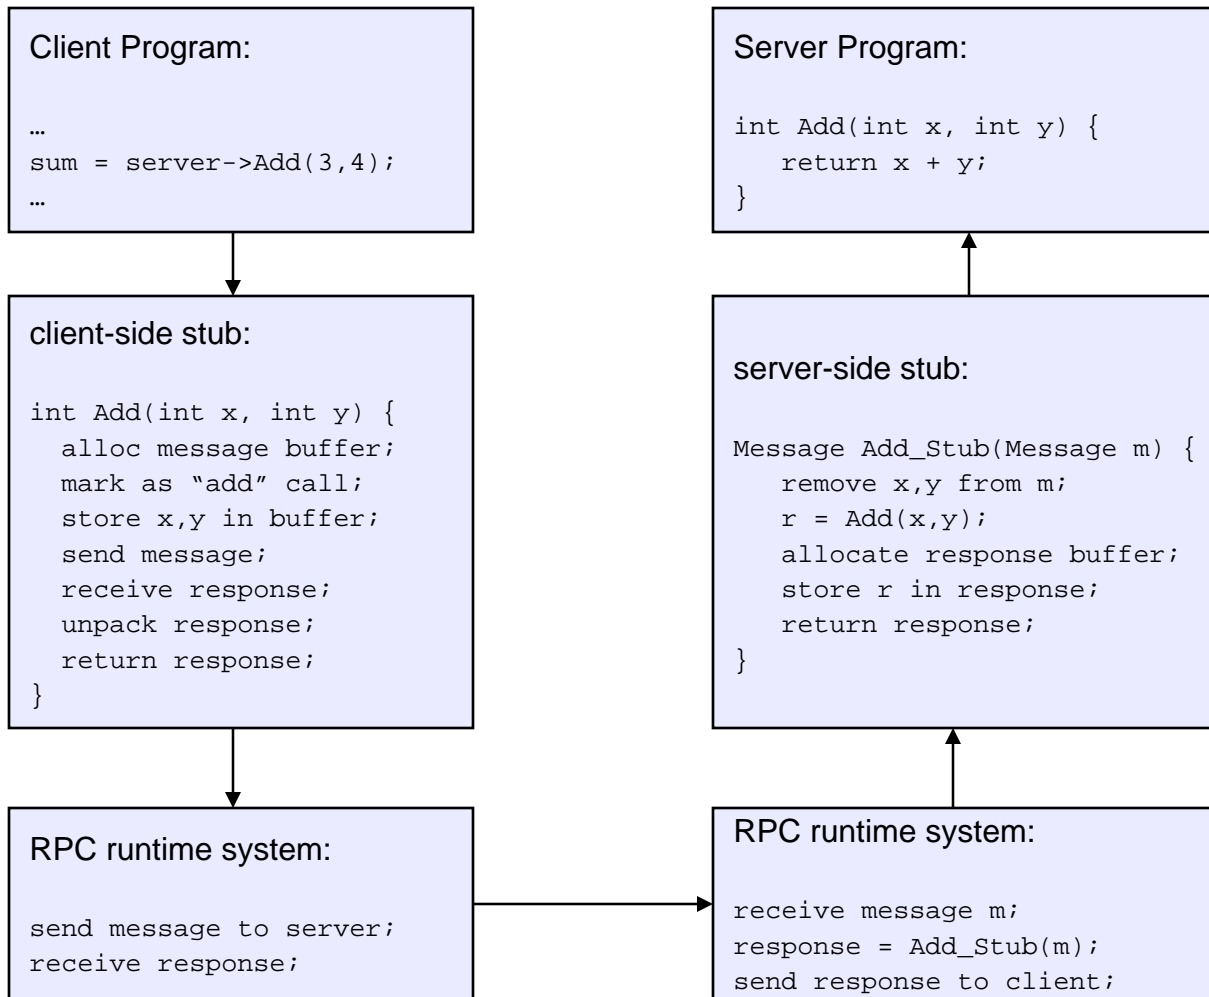 Client Program:
…
sum = server->Add(3,4);
…
client-side stub:
int Add(int x, int y) {
  alloc message buffer;
  mark as “add” call;
  store x,y in buffer;
  send message;
  receive response;
  unpack response;
  return response;
}
RPC runtime system:
send message to server;
receive response;
Server Program:
int Add(int x, int y) {
   return x + y;
}
server-side stub:
Message Add_Stub(Message m) {
   remove x,y from m;
   r = Add(x,y);
   allocate response buffer;
   store r in response;
   return response;
}
RPC runtime system:
receive message m;
response = Add_Stub(m);
send response to client;